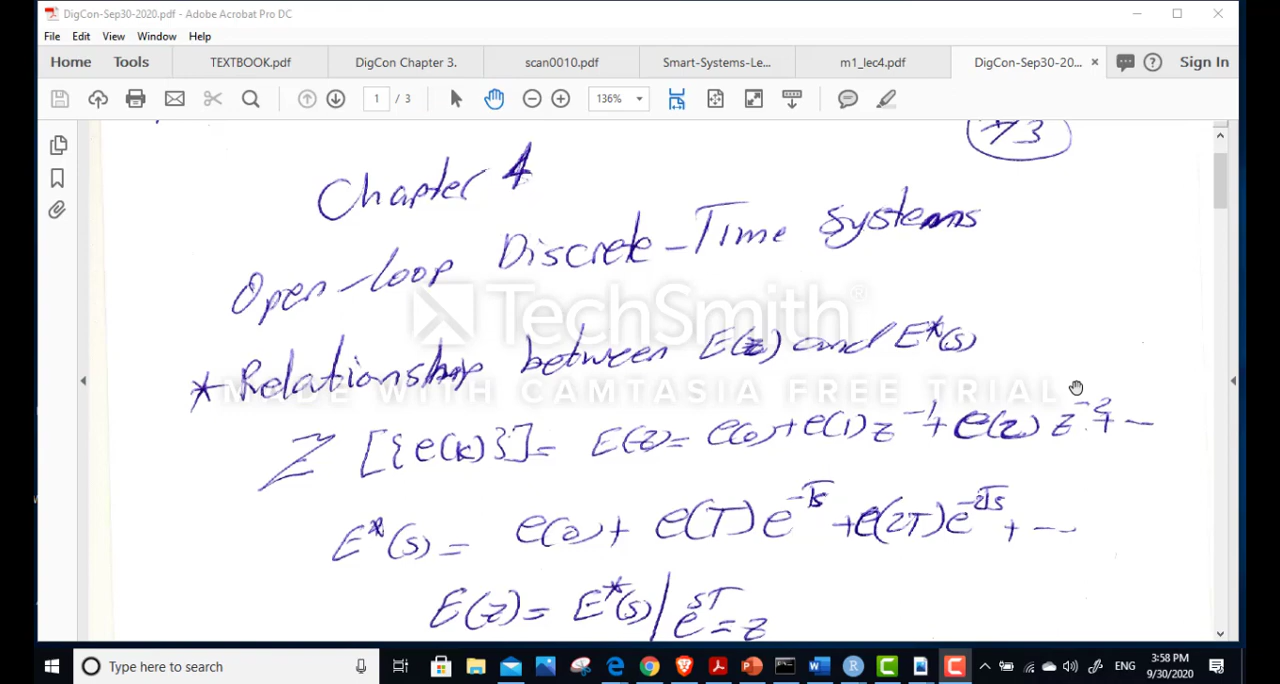 DigCon-Sep30-2020.pdf - Adobe Acrobat Pro DC
File Edit View Window Help
Home Tools TEXTBOOK.pdf DigCon Chapter 3. scan0010.pdf Smart-Systems-Le... m1_lec4.pdf DigCon-Sep30-20... × Sign In
1 / 3 136%
73
Chapter 4
Open-loop Discrete-Time systems
TechSmith®
* Relationship between E(z) and E*(s)
MADE WITH CAMTASIA FREE TRIAL
Z [{e(k)}] = E(z) = e(0) + e(1) z⁻¹ + e(2) z⁻² + ---
E*(s) = e(0) + e(T) e^-Ts + e(2T) e^-2Ts + ---
E(z) = E*(s) | e^sT = z
Type here to search ENG 3:58 PM
9/30/2020